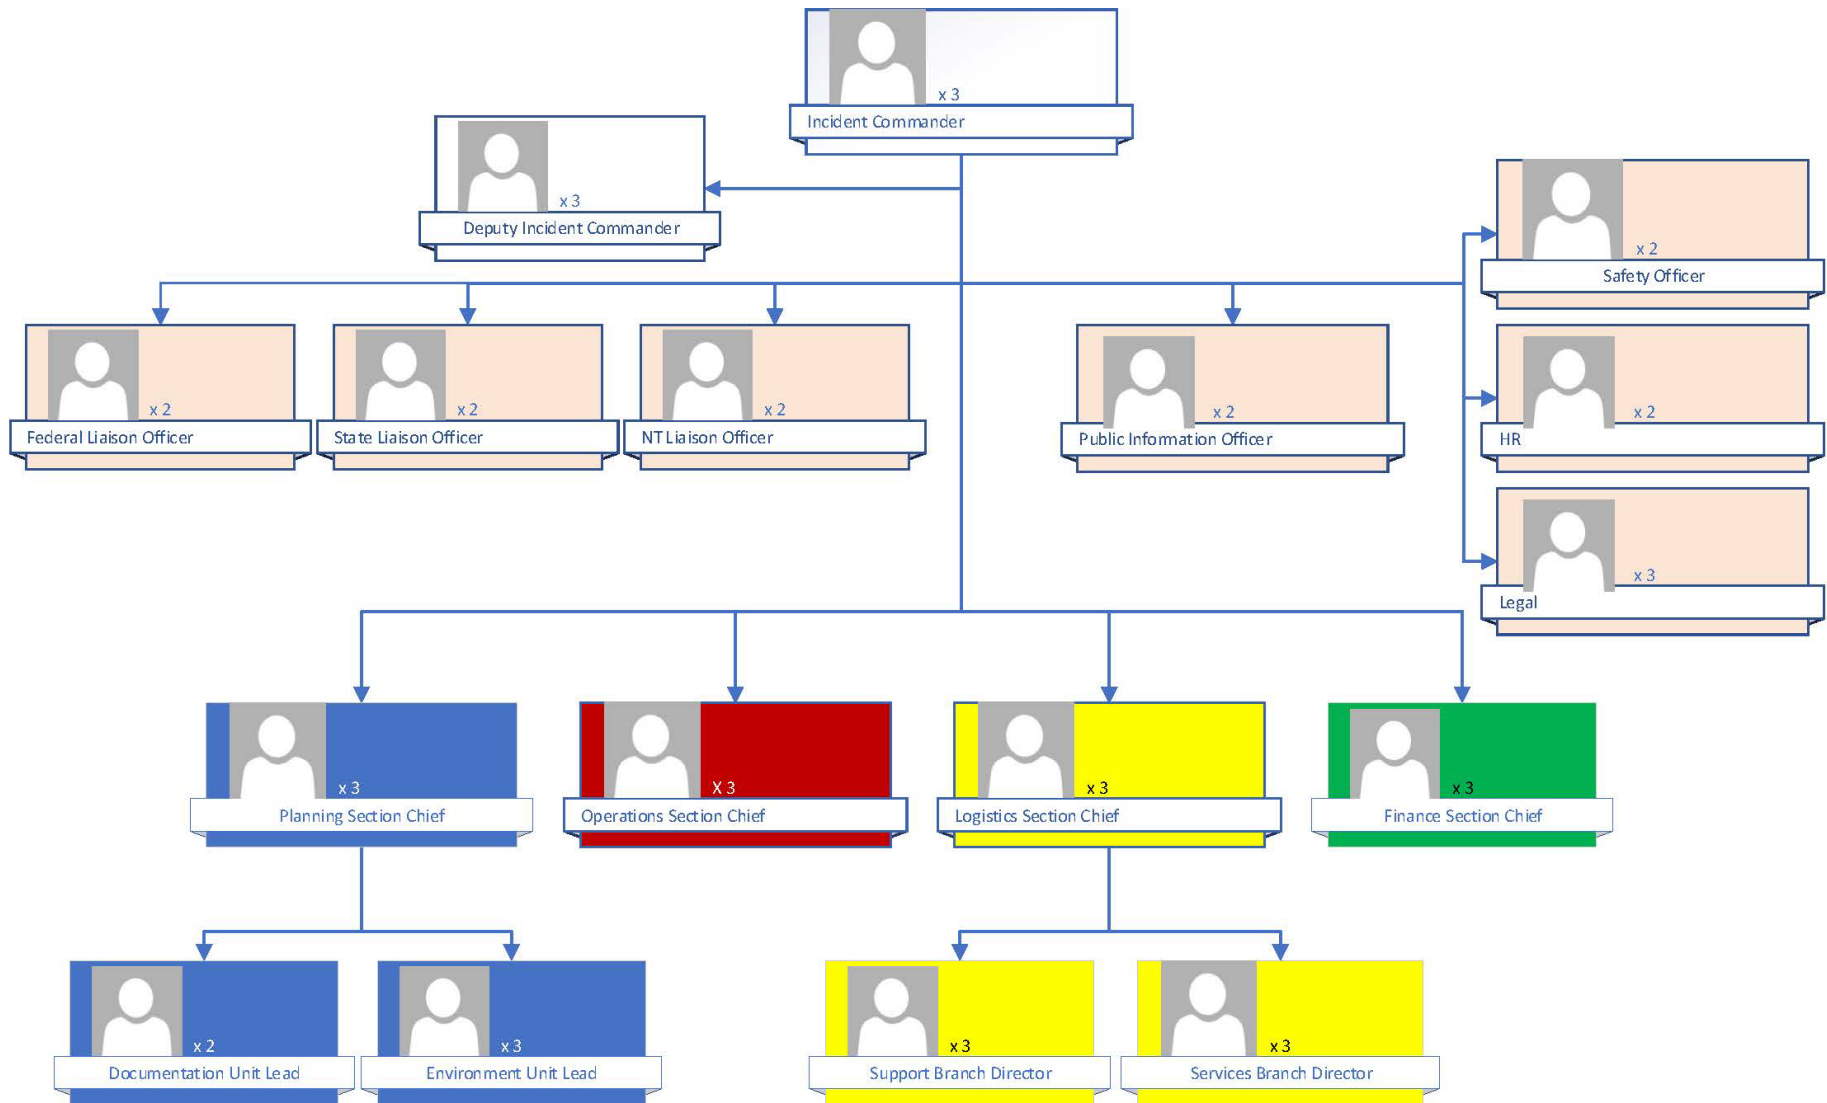 x 3
Incident Commander
x 3
Deputy Incident Commander
x 2
Safety Officer
x 2
Federal Liaison Officer
x 2
State Liaison Officer
x 2
NT Liaison Officer
x 2
Public Information Officer
x 2
HR
x 3
Legal
x 3
Planning Section Chief
X 3
Operations Section Chief
x 3
Logistics Section Chief
x 3
Finance Section Chief
x 2
Documentation Unit Lead
x 3
Environment Unit Lead
x 3
Support Branch Director
x 3
Services Branch Director